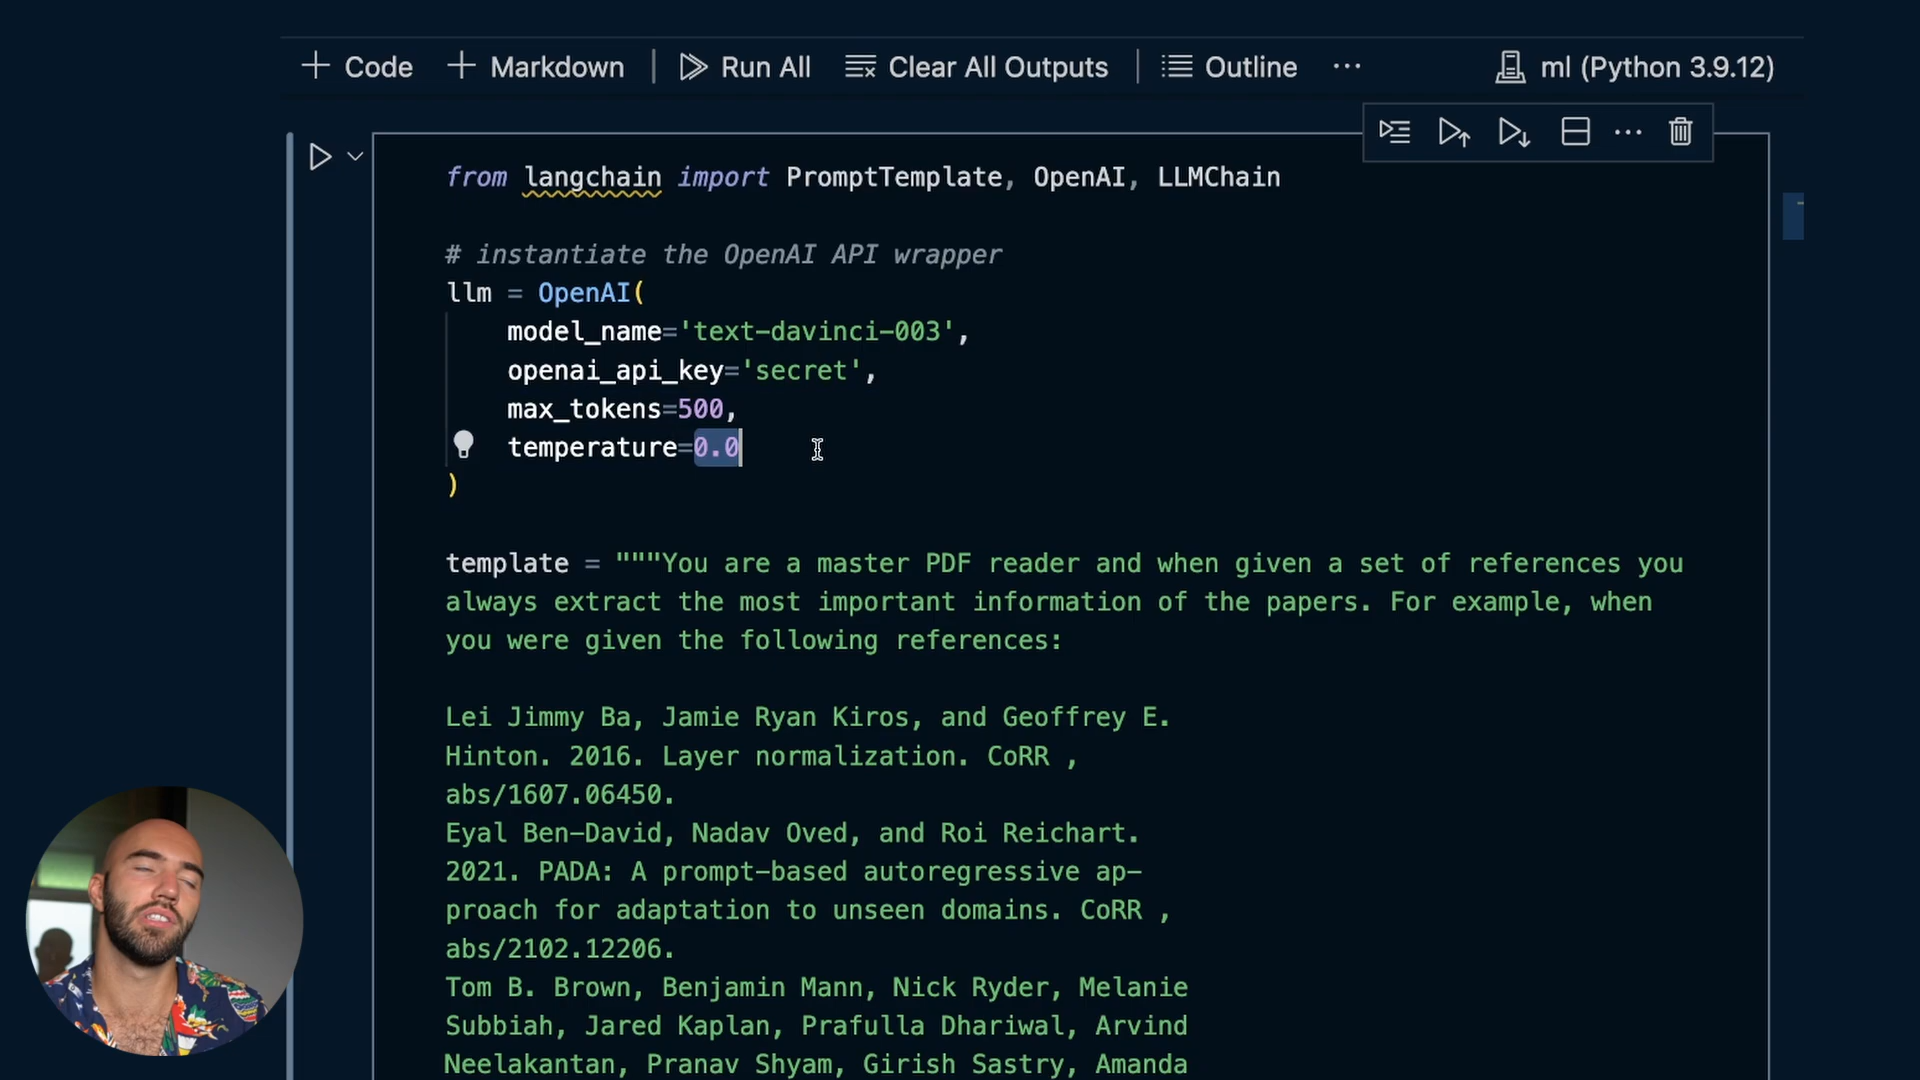 Code
Markdown
Run All
Clear All Outputs
Outline
ml (Python 3.9.12)
from langchain import PromptTemplate, OpenAI, LLMChain
# instantiate the OpenAI API wrapper
llm = OpenAI(
model_name='text-davinci-003',
openai_api_key='secret',
max_tokens=500,
temperature=0.0
)
template = """You are a master PDF reader and when given a set of references you
always extract the most important information of the papers. For example, when
you were given the following references:
Lei Jimmy Ba, Jamie Ryan Kiros, and Geoffrey E.
Hinton. 2016. Layer normalization. CoRR ,
abs/1607.06450.
Eyal Ben-David, Nadav Oved, and Roi Reichart.
2021. PADA: A prompt-based autoregressive ap-
proach for adaptation to unseen domains. CoRR ,
abs/2102.12206.
Tom B. Brown, Benjamin Mann, Nick Ryder, Melanie
Subbiah, Jared Kaplan, Prafulla Dhariwal, Arvind
Neelakantan, Pranav Shyam, Girish Sastry, Amanda